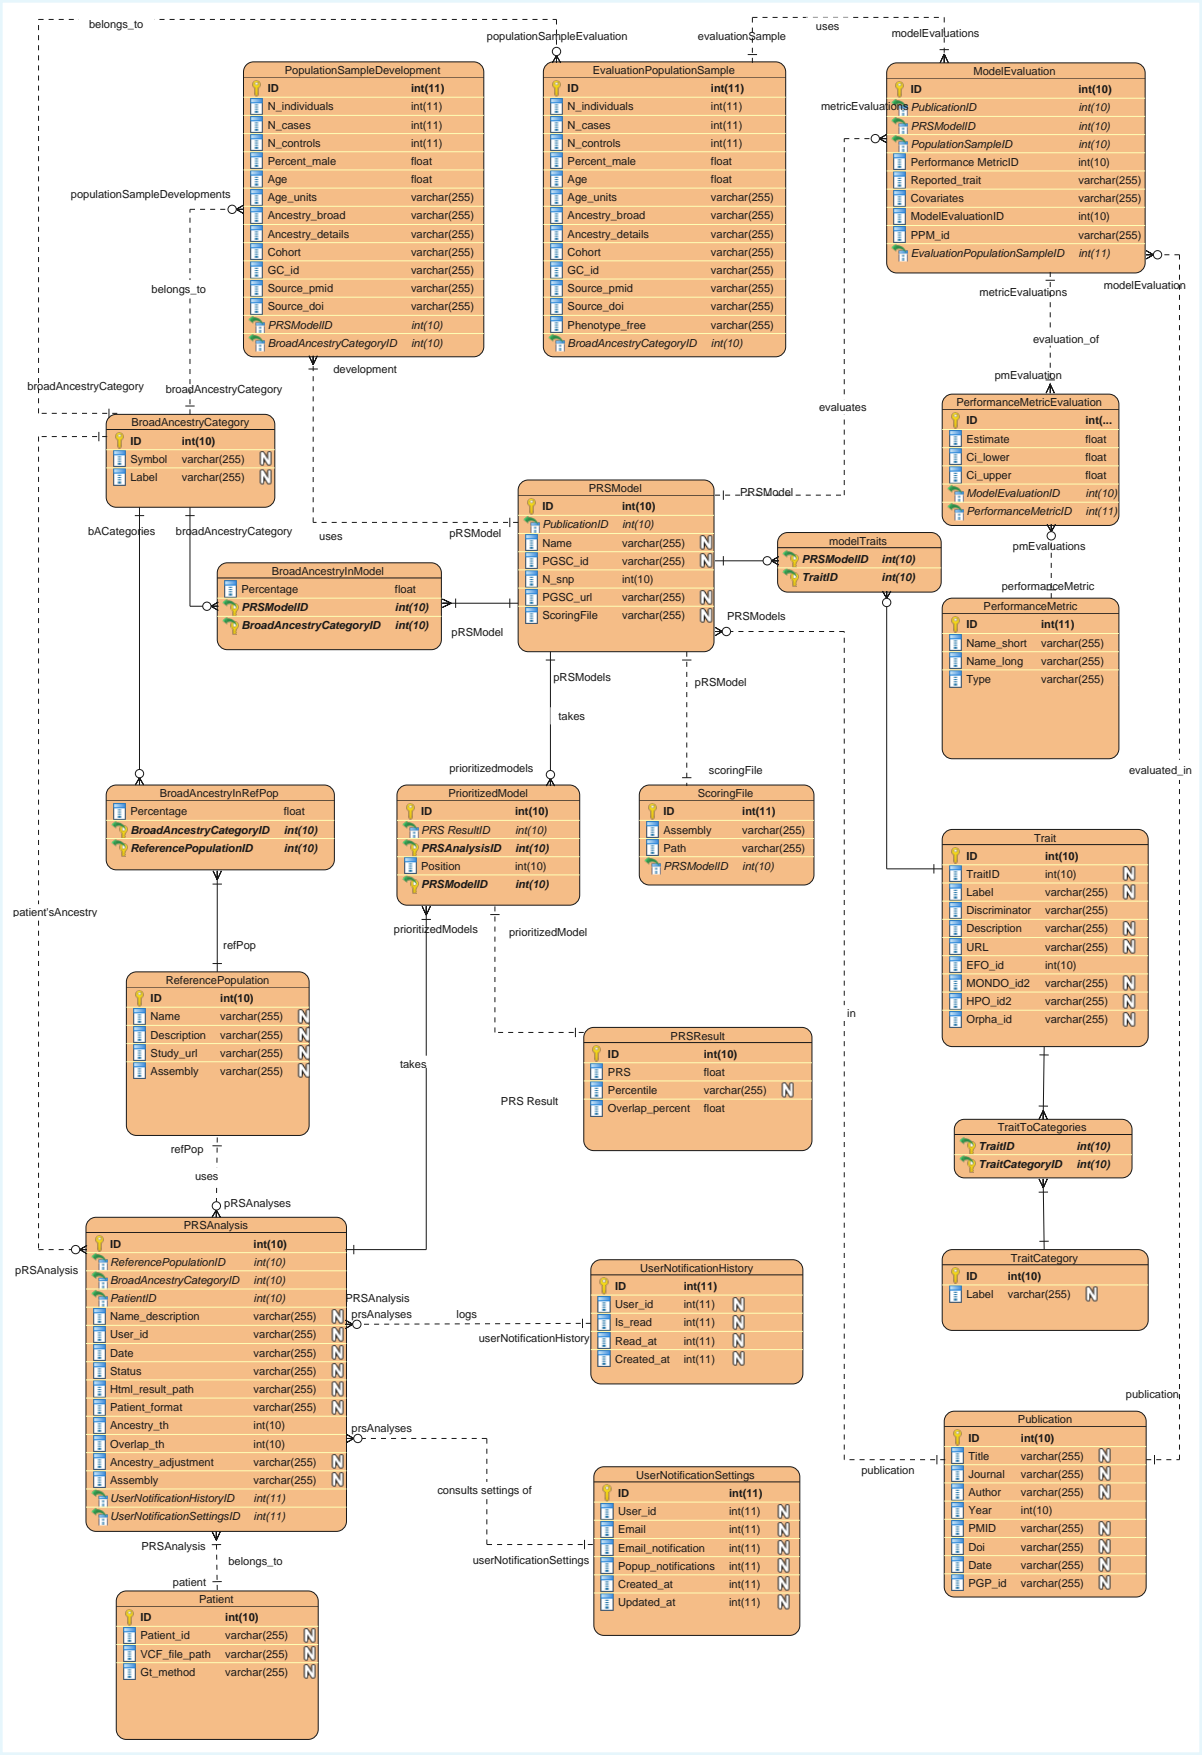 belongs_to
populationSampleEvaluation
evaluationSample
uses
modelEvaluations
PopulationSampleDevelopment
ID int(11)
N_individuals int(11)
N_cases int(11)
N_controls int(11)
Percent_male float
Age float
Age_units varchar(255)
Ancestry_broad varchar(255)
Ancestry_details varchar(255)
Cohort varchar(255)
GC_id varchar(255)
Source_pmid varchar(255)
Source_doi varchar(255)
PRSModelID int(10)
BroadAncestryCategoryID int(10)
EvaluationPopulationSample
ID int(11)
N_individuals int(11)
N_cases int(11)
N_controls int(11)
Percent_male float
Age float
Age_units varchar(255)
Ancestry_broad varchar(255)
Ancestry_details varchar(255)
Cohort varchar(255)
GC_id varchar(255)
Source_pmid varchar(255)
Source_doi varchar(255)
Phenotype_free varchar(255)
BroadAncestryCategoryID int(10)
ModelEvaluation
ID int(10)
PublicationID int(10)
PRSModelID int(10)
PopulationSampleID int(10)
Performance MetricID int(10)
Reported_trait varchar(255)
Covariates varchar(255)
ModelEvaluationID int(10)
PPM_id varchar(255)
EvaluationPopulationSampleID int(11)
metricEvaluations
populationSampleDevelopments
belongs_to
metricEvaluations
modelEvaluation
evaluation_of
pmEvaluation
development
broadAncestryCategory
broadAncestryCategory
evaluates
BroadAncestryCategory
ID int(10)
Symbol varchar(255) N
Label varchar(255) N
PerformanceMetricEvaluation
ID int(...
Estimate float
Ci_lower float
Ci_upper float
ModelEvaluationID int(10)
PerformanceMetricID int(11)
bACategories
broadAncestryCategory
uses
pRSModel
PRSModel
PRSModel
ID int(10)
PublicationID int(10)
Name varchar(255) N
PGSC_id varchar(255) N
N_snp int(10)
PGSC_url varchar(255) N
ScoringFile varchar(255) N
modelTraits
PRSModelID int(10)
TraitID int(10)
pmEvaluations
performanceMetric
BroadAncestryInModel
Percentage float
PRSModelID int(10)
BroadAncestryCategoryID int(10)
pRSModel
PRSModels
PerformanceMetric
ID int(11)
Name_short varchar(255)
Name_long varchar(255)
Type varchar(255)
pRSModels
pRSModel
takes
prioritizedmodels
scoringFile
evaluated_in
BroadAncestryInRefPop
Percentage float
BroadAncestryCategoryID int(10)
ReferencePopulationID int(10)
PrioritizedModel
ID int(10)
PRS ResultID int(10)
PRSAnalysisID int(10)
Position int(10)
PRSModelID int(10)
ScoringFile
ID int(11)
Assembly varchar(255)
Path varchar(255)
PRSModelID int(10)
Trait
ID int(10)
TraitID int(10) N
Label varchar(255) N
Discriminator varchar(255)
Description varchar(255) N
URL varchar(255) N
EFO_id int(10)
MONDO_id2 varchar(255) N
HPO_id2 varchar(255) N
Orpha_id varchar(255) N
patient'sAncestry
refPop
prioritizedModels
prioritizedModel
ReferencePopulation
ID int(10)
Name varchar(255) N
Description varchar(255) N
Study_url varchar(255) N
Assembly varchar(255) N
in
takes
PRS Result
PRSResult
ID int(10)
PRS float
Percentile varchar(255) N
Overlap_percent float
TraitToCategories
TraitID int(10)
TraitCategoryID int(10)
refPop
uses
pRSAnalyses
pRSAnalysis
PRSAnalysis
ID int(10)
ReferencePopulationID int(10)
BroadAncestryCategoryID int(10)
PatientID int(10)
Name_description varchar(255) N
User_id varchar(255) N
Date varchar(255) N
Status varchar(255) N
Html_result_path varchar(255) N
Patient_format varchar(255) N
Ancestry_th int(10)
Overlap_th int(10)
Ancestry_adjustment varchar(255) N
Assembly varchar(255) N
UserNotificationHistoryID int(11)
UserNotificationSettingsID int(11)
PRSAnalysis
prsAnalyses
logs
userNotificationHistory
UserNotificationHistory
ID int(11)
User_id int(11) N
Is_read int(11) N
Read_at int(11) N
Created_at int(11) N
TraitCategory
ID int(10)
Label varchar(255) N
prsAnalyses
consults settings of
userNotificationSettings
UserNotificationSettings
ID int(11)
User_id int(11) N
Email int(11) N
Email_notification int(11) N
Popup_notifications int(11) N
Created_at int(11) N
Updated_at int(11) N
publication
publication
Publication
ID int(10)
Title varchar(255) N
Journal varchar(255) N
Author varchar(255) N
Year int(10)
PMID varchar(255) N
Doi varchar(255) N
Date varchar(255) N
PGP_id varchar(255) N
PRSAnalysis
belongs_to
patient
Patient
ID int(10)
Patient_id varchar(255) N
VCF_file_path varchar(255) N
Gt_method varchar(255) N